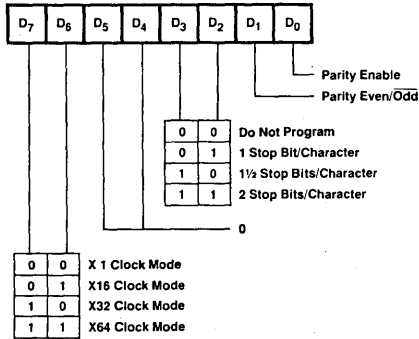 D7 D6 D5 D4 D3 D2 D1 D0
Parity Enable
Parity Even/Odd
0 0 Do Not Program
0 1 1 Stop Bit/Character
1 0 1½ Stop Bits/Character
1 1 2 Stop Bits/Character
0
0 0 X 1 Clock Mode
0 1 X16 Clock Mode
1 0 X32 Clock Mode
1 1 X64 Clock Mode